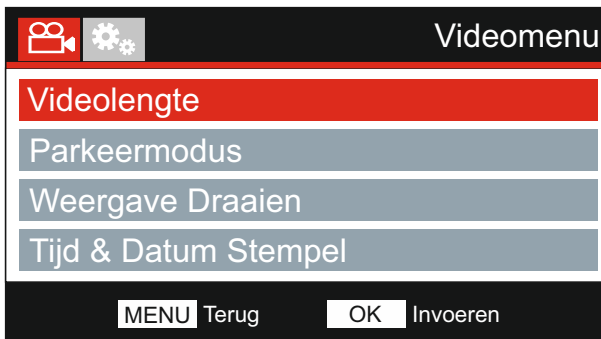 Videomenu
Videolengte
Parkeermodus
Weergave Draaien
Tijd & Datum Stempel
MENU Terug OK Invoeren